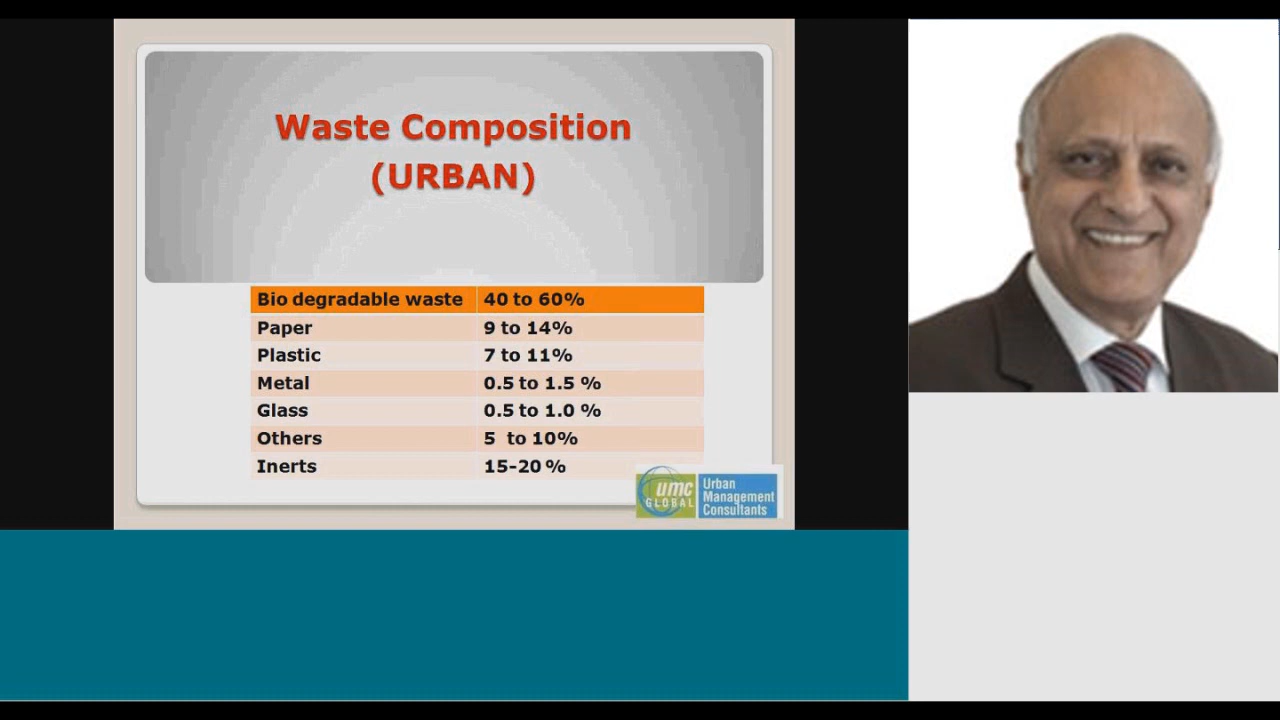 Waste Composition
(URBAN)
Bio degradable waste 40 to 60%
Paper 9 to 14%
Plastic 7 to 11%
Metal 0.5 to 1.5 %
Glass 0.5 to 1.0 %
Others 5 to 10%
Inerts 15-20 %
umc
GLOBAL
Urban
Management
Consultants